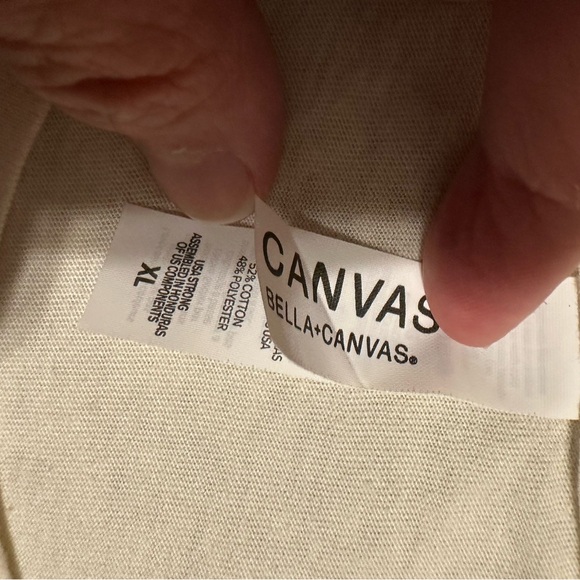 CANVAS
BELLA+CANVAS®
52% COTTON
48% POLYESTER
USA STRONG
ASSEMBLED IN HONDURAS
OF US COMPONENTS
XL